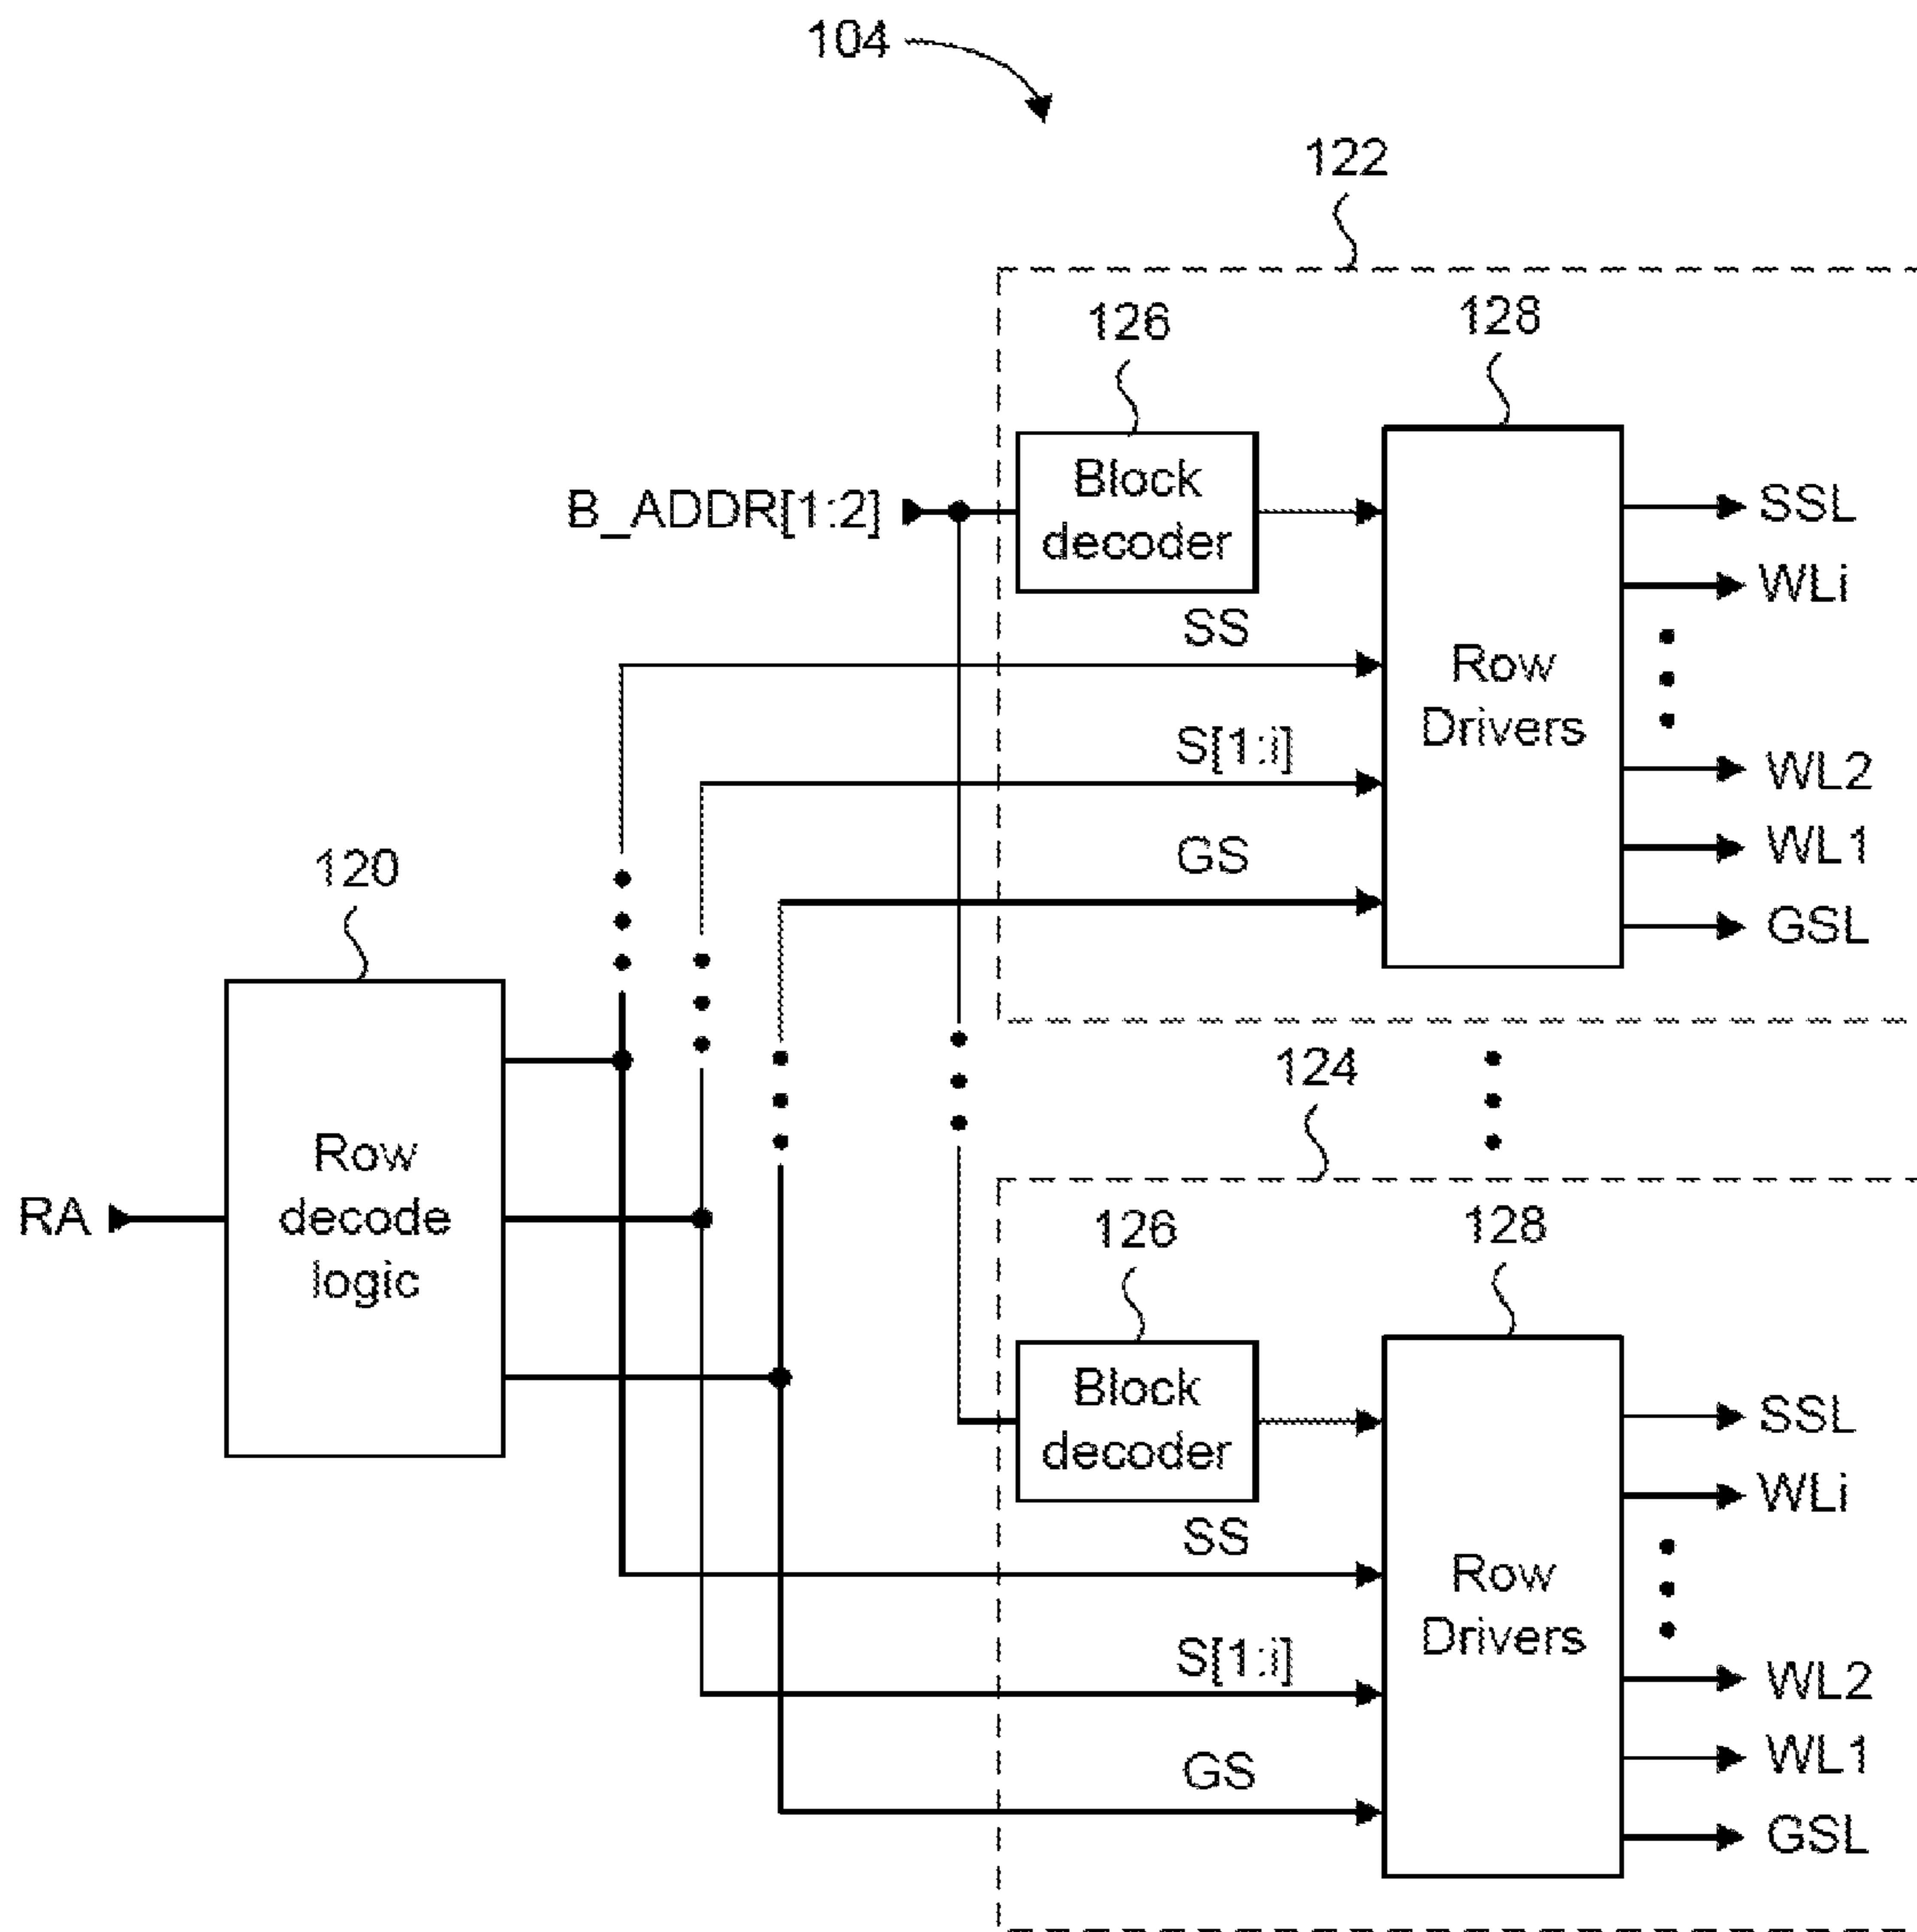 104
122
126
128
B_ADDR[1:2]
Block
decoder
SSL
WLi
SS
Row
Drivers
S[1:i]
WL2
GS
WL1
GSL
120
124
Row
decode
logic
RA
126
128
Block
decoder
SSL
WLi
SS
Row
Drivers
S[1:i]
WL2
GS
WL1
GSL